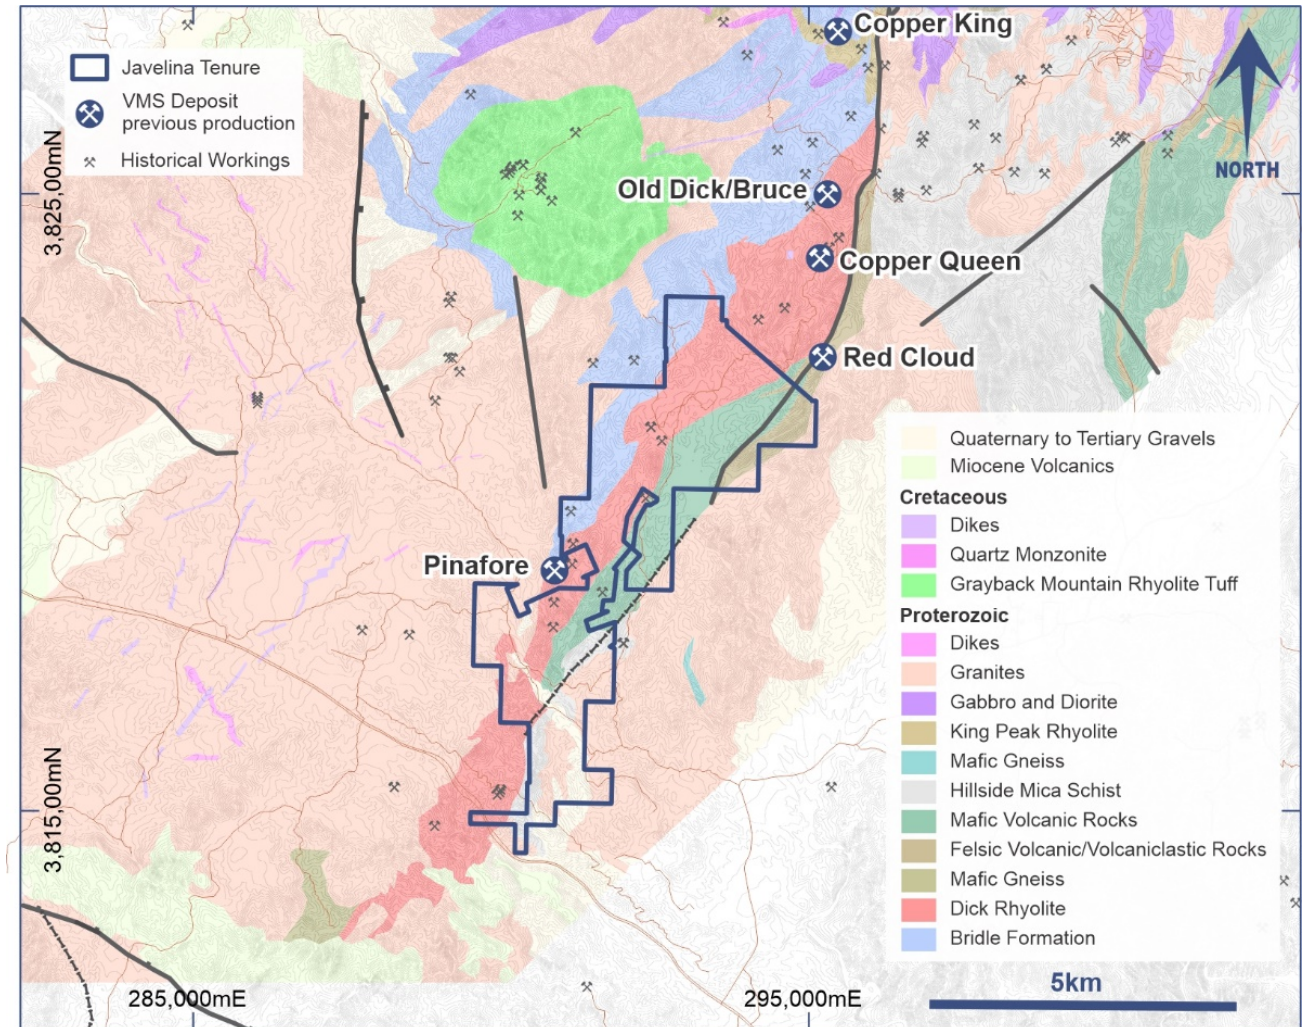 Copper King
Javelina Tenure
VMS Deposit
previous production
Historical Workings
NORTH
3,825,00mN
Old Dick/Bruce
Copper Queen
Red Cloud
Pinafore
Quaternary to Tertiary Gravels
Miocene Volcanics
Cretaceous
Dikes
Quartz Monzonite
Grayback Mountain Rhyolite Tuff
Proterozoic
Dikes
Granites
Gabbro and Diorite
King Peak Rhyolite
Mafic Gneiss
Hillside Mica Schist
Mafic Volcanic Rocks
Felsic Volcanic/Volcaniclastic Rocks
Mafic Gneiss
Dick Rhyolite
Bridle Formation
3,815,00mN
285,000mE
295,000mE
5km